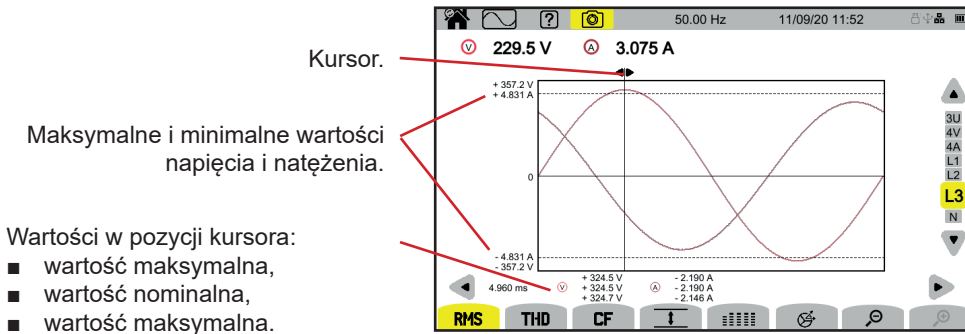 50.00 Hz 11/09/20 11:52
?
V 229.5 V A 3.075 A
Kursor.
+ 357.2 V
+ 4.831 A
Maksymalne i minimalne wartości
napięcia i natężenia.
0
3U
4V
4A
L1
L2
L3
N
Wartości w pozycji kursora:
■ wartość maksymalna,
■ wartość nominalna,
■ wartość maksymalna.
- 4.831 A
- 357.2 V
4.960 ms
V
+ 324.5 V
+ 324.5 V
+ 324.7 V
A
- 2.190 A
- 2.190 A
- 2.146 A
RMS THD CF